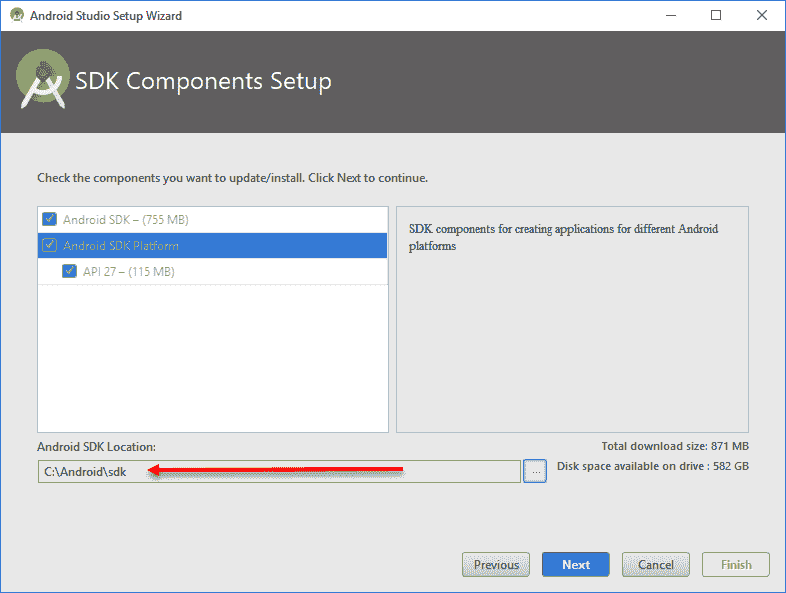 Android Studio Setup Wizard
SDK Components Setup
Check the components you want to update/install. Click Next to continue.
Android SDK – (755 MB)
Android SDK Platform
API 27 – (115 MB)
SDK components for creating applications for different Android
platforms
Android SDK Location:
Total download size: 871 MB
C:\Android\sdk
...
Disk space available on drive : 582 GB
Previous
Next
Cancel
Finish